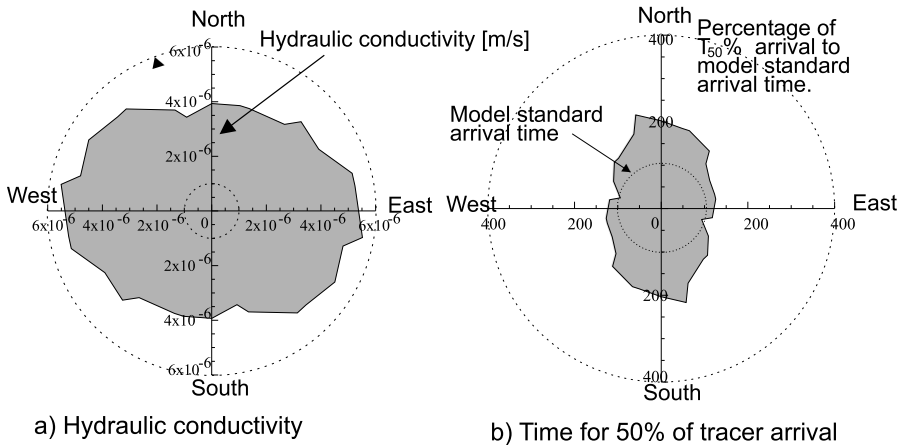 North
6x10-6
Hydraulic conductivity [m/s]
4x10-6
2x10-6
West
East
6x10-6 4x10-6 2x10-6 0 2x10-6 4x10-6 6x10-6
2x10-6
4x10-6
6x10-6
South
a) Hydraulic conductivity
North
400
Percentage of
T50% arrival to
model standard
arrival time.
Model standard
arrival time
200
West
East
400 200 0 200 400
200
400
South
b) Time for 50% of tracer arrival